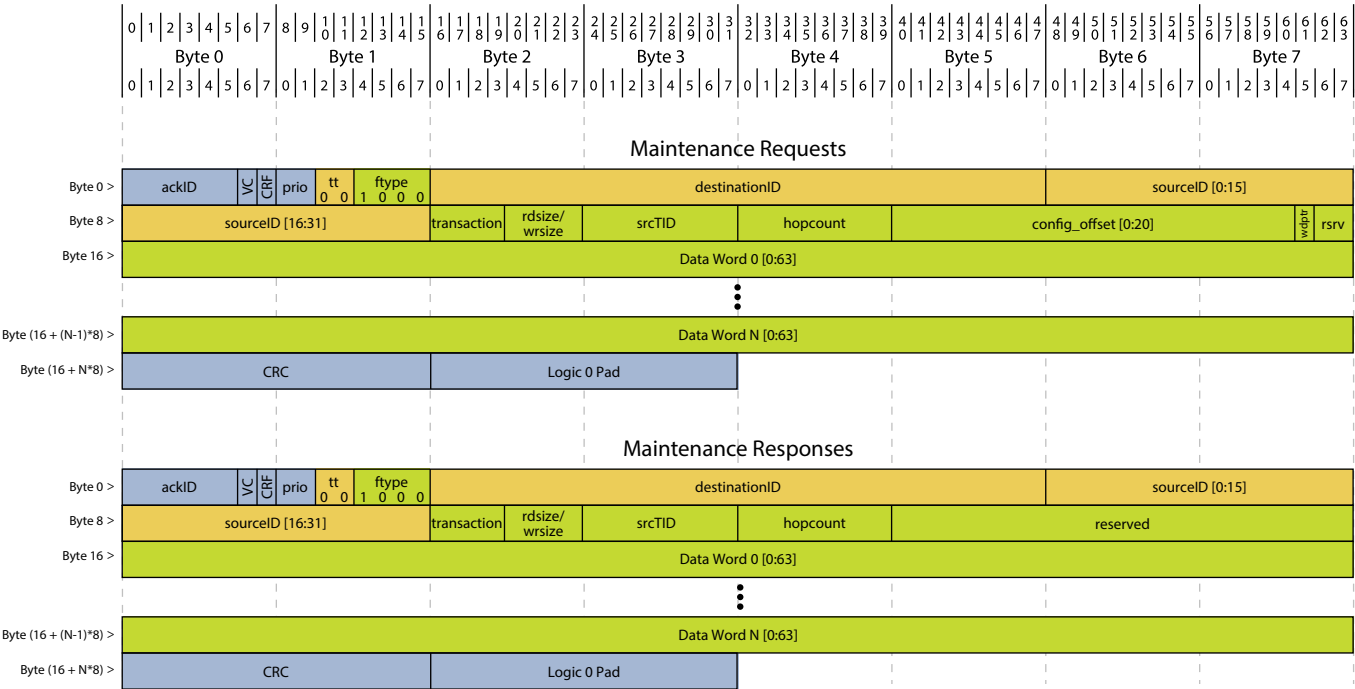 0 1 2 3 4 5 6 7 8 9 10 11 12 13 14 15 16 17 18 19 20 21 22 23 24 25 26 27 28 29 30 31 32 33 34 35 36 37 38 39 40 41 42 43 44 45 46 47 48 49 50 51 52 53 54 55 56 57 58 59 60 61 62 63
Byte 0 Byte 1 Byte 2 Byte 3 Byte 4 Byte 5 Byte 6 Byte 7
0 1 2 3 4 5 6 7 0 1 2 3 4 5 6 7 0 1 2 3 4 5 6 7 0 1 2 3 4 5 6 7 0 1 2 3 4 5 6 7 0 1 2 3 4 5 6 7 0 1 2 3 4 5 6 7 0 1 2 3 4 5 6 7
Maintenance Requests
Byte 0 > ackID VC CRF prio tt 0 0 ftype 1 0 0 0 destinationID sourceID [0:15]
Byte 8 > sourceID [16:31] transaction rdsize/ wrsize srcTID hopcount config_offset [0:20] wdptr rsrv
Byte 16 > Data Word 0 [0:63]
Byte (16 + (N-1)*8) > Data Word N [0:63]
Byte (16 + N*8) > CRC Logic 0 Pad
Maintenance Responses
Byte 0 > ackID VC CRF prio tt 0 0 ftype 1 0 0 0 destinationID sourceID [0:15]
Byte 8 > sourceID [16:31] transaction rdsize/ wrsize srcTID hopcount reserved
Byte 16 > Data Word 0 [0:63]
Byte (16 + (N-1)*8) > Data Word N [0:63]
Byte (16 + N*8) > CRC Logic 0 Pad